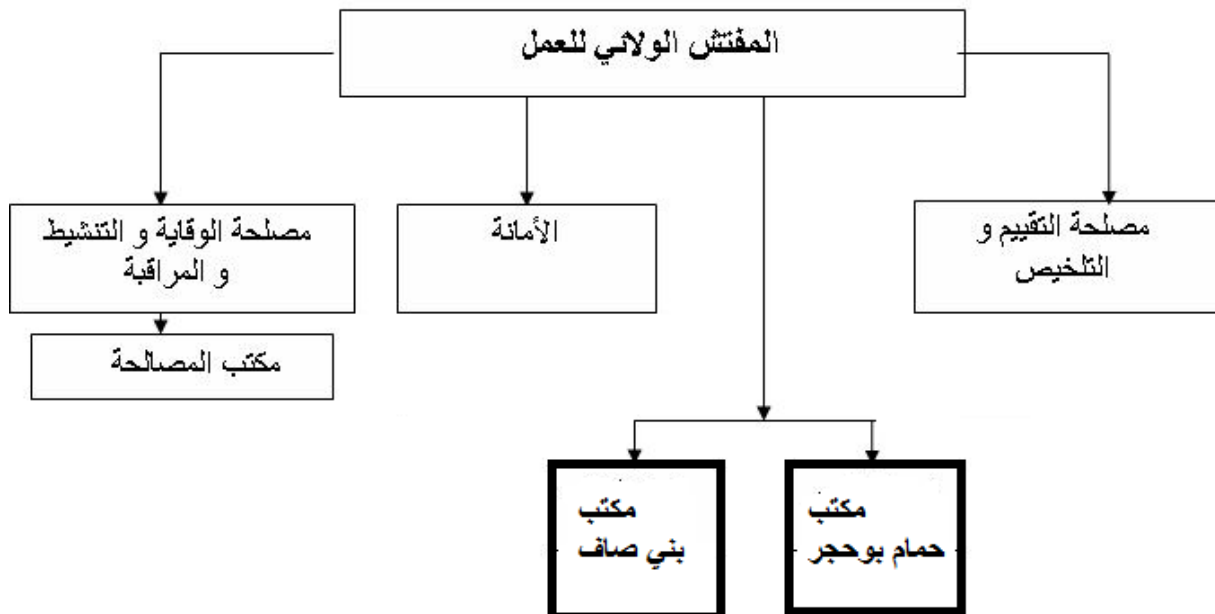 المفتش الولائي للعمل
مصلحة التقييم و
التلخيص
الأمانة
مصلحة الوقاية و التنشيط
و المراقبة
مكتب المصالحة
مكتب
حمام بوحجر
مكتب
بني صاف